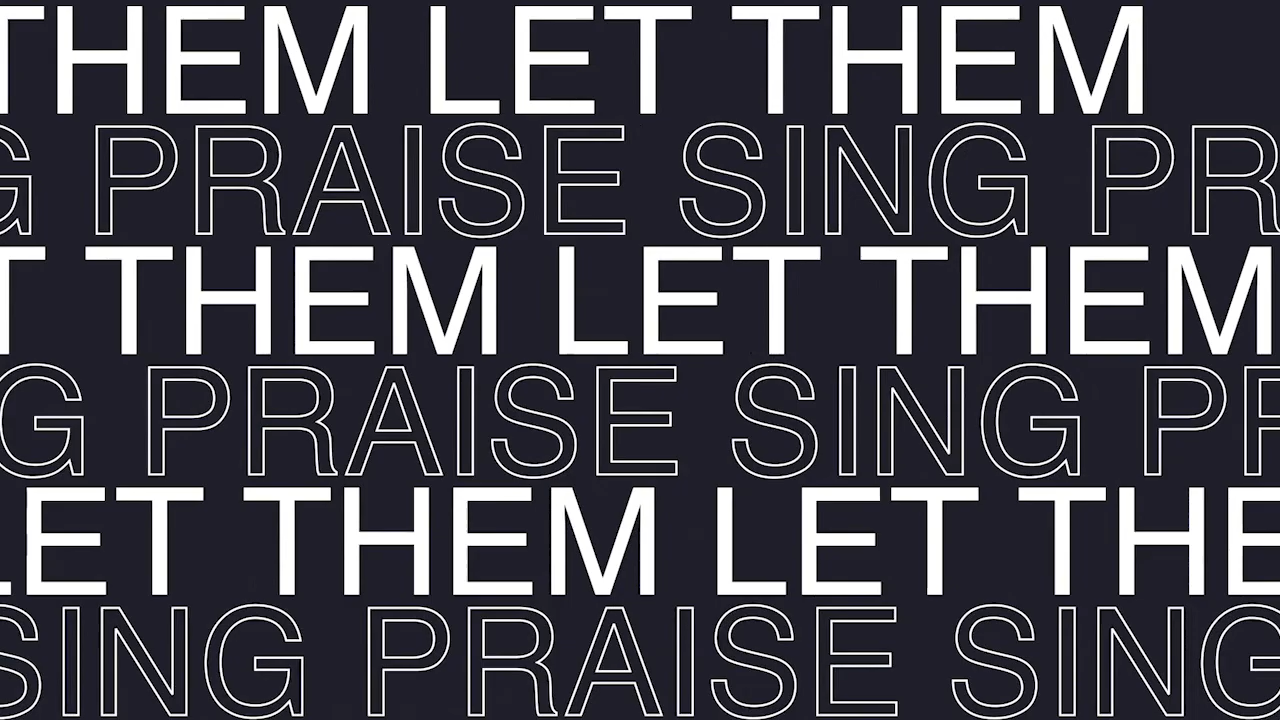 THEM LET THEM
G PRAISE SING PR
T THEM LET THEM
G PRAISE SING PR
LET THEM LET THE
SING PRAISE SING